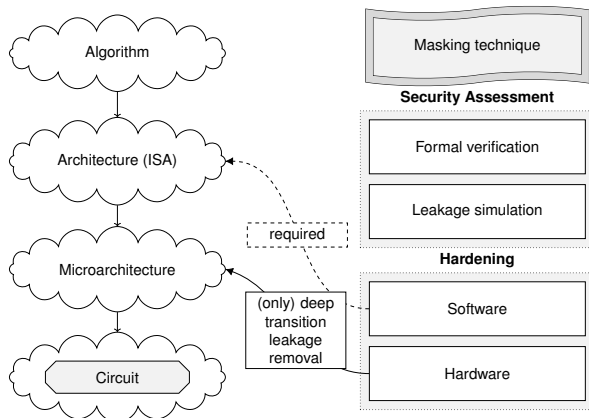 Algorithm
Architecture (ISA)
Microarchitecture
Circuit
Masking technique
Security Assessment
Formal verification
Leakage simulation
required
Hardening
(only) deep
transition
leakage
removal
Software
Hardware